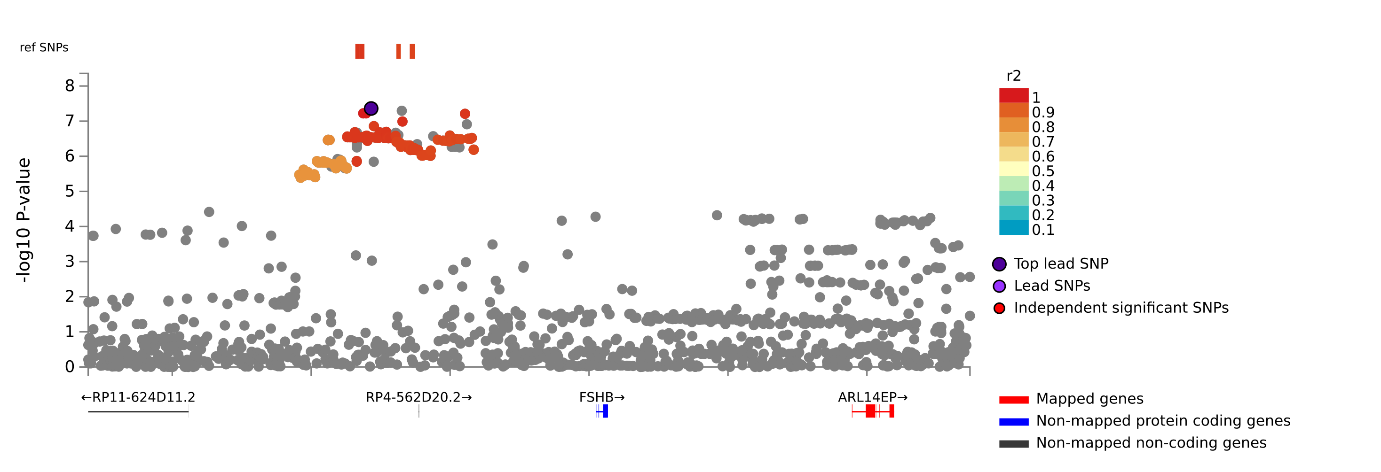 ref SNPs
8
7
6
5
4
3
2
1
0
-log10 P-value
r2
1
0.9
0.8
0.7
0.6
0.5
0.4
0.3
0.2
0.1
Top lead SNP
Lead SNPs
Independent significant SNPs
←RP11-624D11.2
RP4-562D20.2→
FSHB→
ARL14EP→
Mapped genes
Non-mapped protein coding genes
Non-mapped non-coding genes